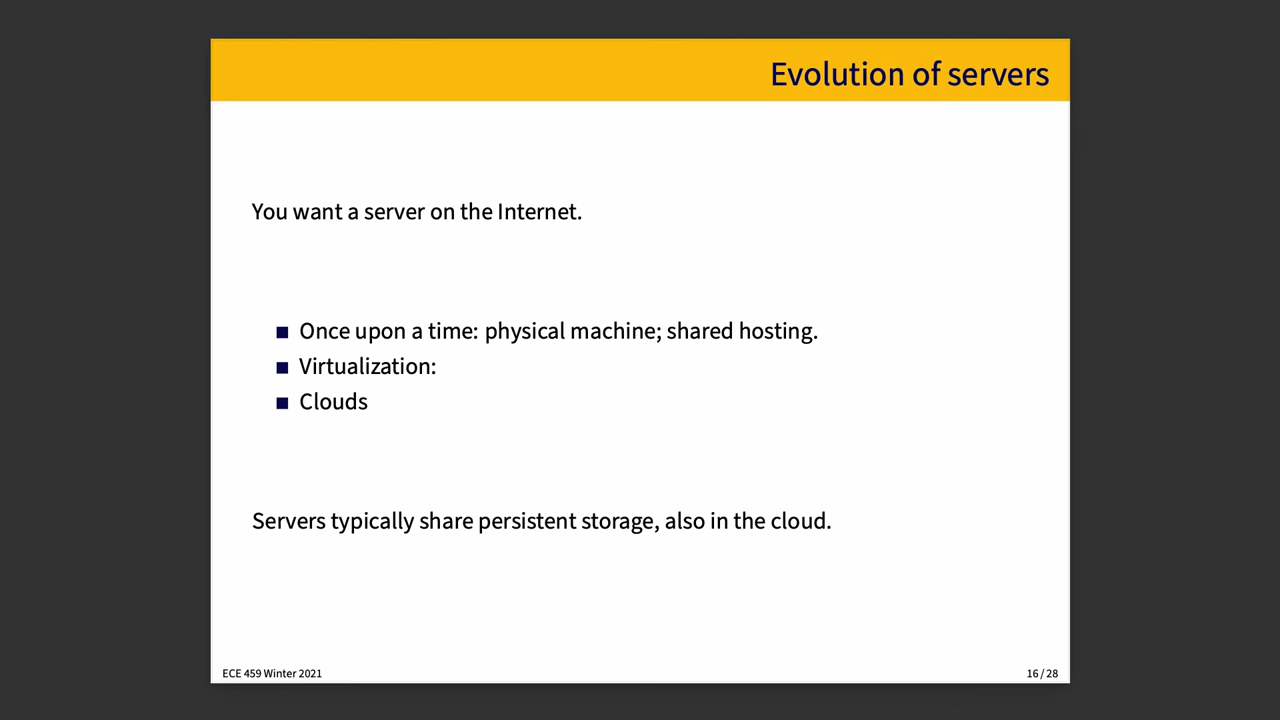 Evolution of servers
You want a server on the Internet.
Once upon a time: physical machine; shared hosting.
Virtualization:
Clouds
Servers typically share persistent storage, also in the cloud.
ECE 459 Winter 2021
16 / 28